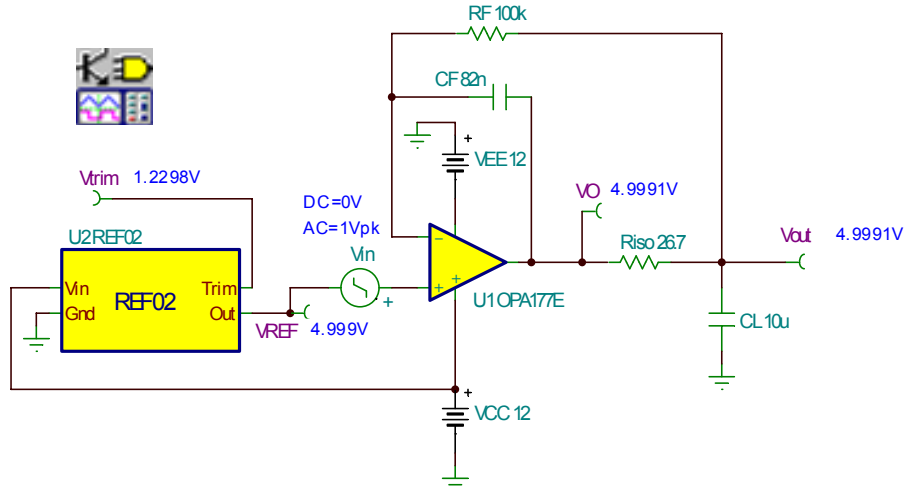 RF 100k
CF 82n
VEE 12
Vtrim 1.2298V
DC=0V
AC=1Vpk
VO 4.9991V
U2 REF02
Vin
Riso 26.7
Vout 4.9991V
Vin
Trim
REF02
Gnd
Out
VREF 4.999V
U1 OPA177E
CL 10u
VCC 12